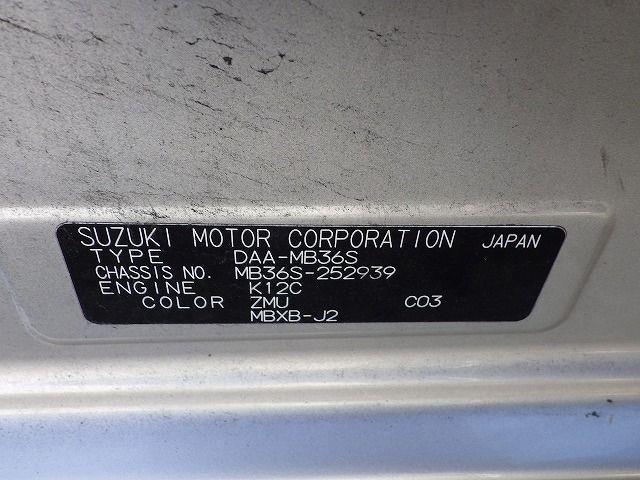 SUZUKI MOTOR CORPORATION JAPAN
TYPE DAA-MB36S
CHASSIS NO. MB36S-252939
ENGINE K12C
COLOR ZMU C03
MBXB-J2